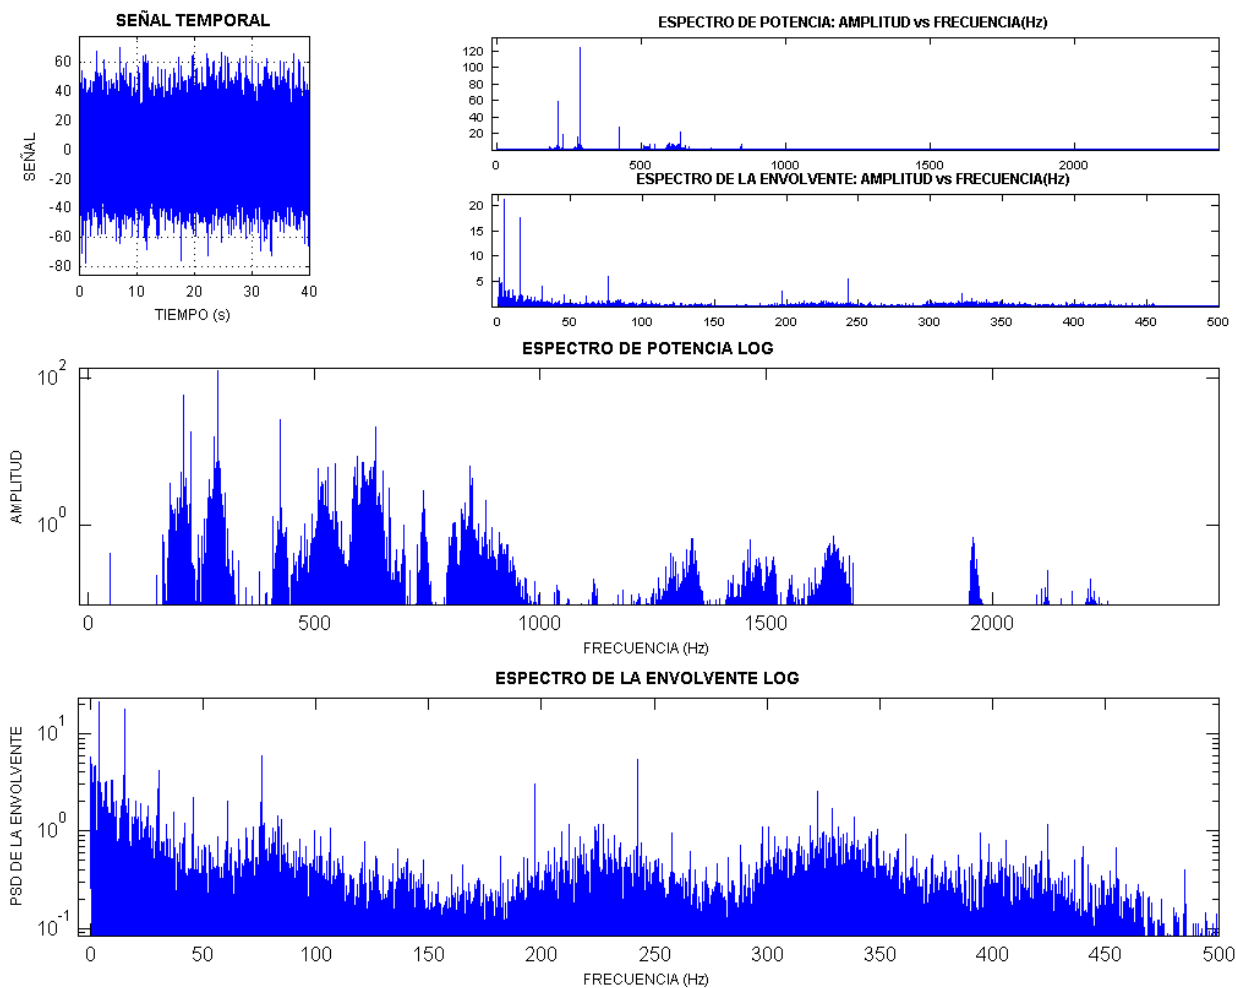 SEÑAL TEMPORAL
60
40
20
0
-20
-40
-60
-80
SEÑAL
0 10 20 30 40
TIEMPO (s)
ESPECTRO DE POTENCIA: AMPLITUD vs FRECUENCIA(Hz)
120
100
80
60
40
20
0 500 1000 1500 2000
ESPECTRO DE LA ENVOLVENTE: AMPLITUD vs FRECUENCIA(Hz)
20
15
10
5
0 50 100 150 200 250 300 350 400 450 500
ESPECTRO DE POTENCIA LOG
10^2
10^0
AMPLITUD
0 500 1000 1500 2000
FRECUENCIA (Hz)
ESPECTRO DE LA ENVOLVENTE LOG
10^1
10^0
10^-1
PSD DE LA ENVOLVENTE
0 50 100 150 200 250 300 350 400 450 500
FRECUENCIA (Hz)